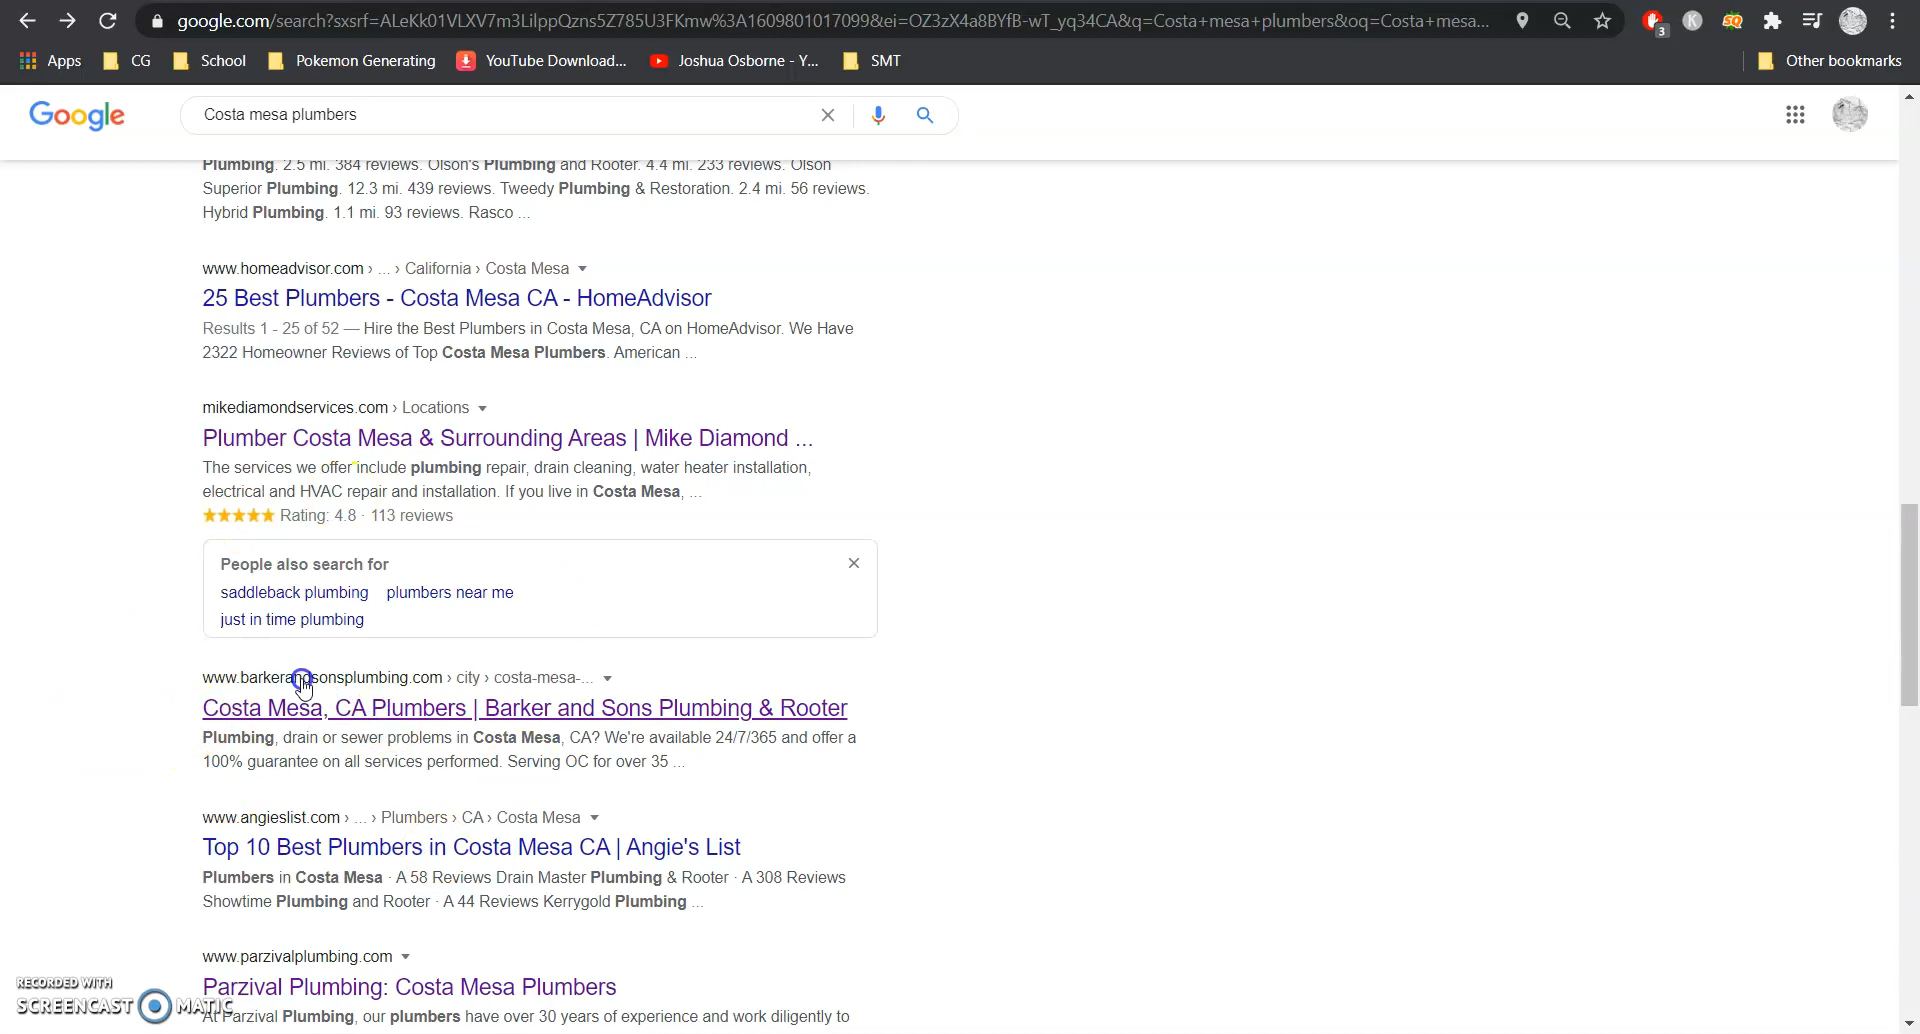 google.com/search?sxsrf=ALeKk01VLXV7m3LilppQzns5Z785U3FKmw%3A1609801017099&ei=OZ3zX4a8BYfB-wT_yq34CA&q=Costa+mesa+plumbers&oq=Costa+mesa...
3
K
SQ
Apps CG School Pokemon Generating YouTube Download... Joshua Osborne - Y... SMT Other bookmarks
Google
Costa mesa plumbers
Plumbing. 2.5 mi. 384 reviews. Olson's Plumbing and Rooter. 4.4 mi. 233 reviews. Olson
Superior Plumbing. 12.3 mi. 439 reviews. Tweedy Plumbing & Restoration. 2.4 mi. 56 reviews.
Hybrid Plumbing. 1.1 mi. 93 reviews. Rasco ...
www.homeadvisor.com › ... › California › Costa Mesa
25 Best Plumbers - Costa Mesa CA - HomeAdvisor
Results 1 - 25 of 52 — Hire the Best Plumbers in Costa Mesa, CA on HomeAdvisor. We Have
2322 Homeowner Reviews of Top Costa Mesa Plumbers. American ...
mikediamondservices.com › Locations
Plumber Costa Mesa & Surrounding Areas | Mike Diamond ...
The services we offer include plumbing repair, drain cleaning, water heater installation,
electrical and HVAC repair and installation. If you live in Costa Mesa, ...
Rating: 4.8 · 113 reviews
People also search for
saddleback plumbing plumbers near me
just in time plumbing
www.barkerandsonsplumbing.com › city › costa-mesa-...
Costa Mesa, CA Plumbers | Barker and Sons Plumbing & Rooter
Plumbing, drain or sewer problems in Costa Mesa, CA? We're available 24/7/365 and offer a
100% guarantee on all services performed. Serving OC for over 35 ...
www.angieslist.com › ... › Plumbers › CA › Costa Mesa
Top 10 Best Plumbers in Costa Mesa CA | Angie's List
Plumbers in Costa Mesa · A 58 Reviews Drain Master Plumbing & Rooter · A 308 Reviews
Showtime Plumbing and Rooter · A 44 Reviews Kerrygold Plumbing ...
www.parzivalplumbing.com
Parzival Plumbing: Costa Mesa Plumbers
At Parzival Plumbing, our plumbers have over 30 years of experience and work diligently to
RECORDED WITH
SCREENCAST MATIC